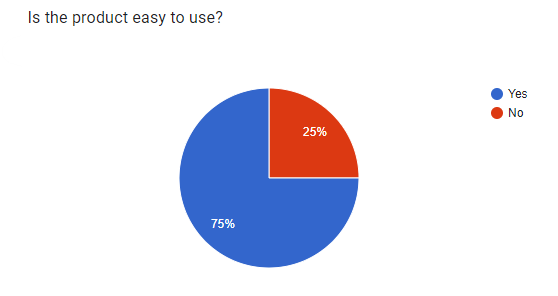 Is the product easy to use?
Yes
No
25%
75%